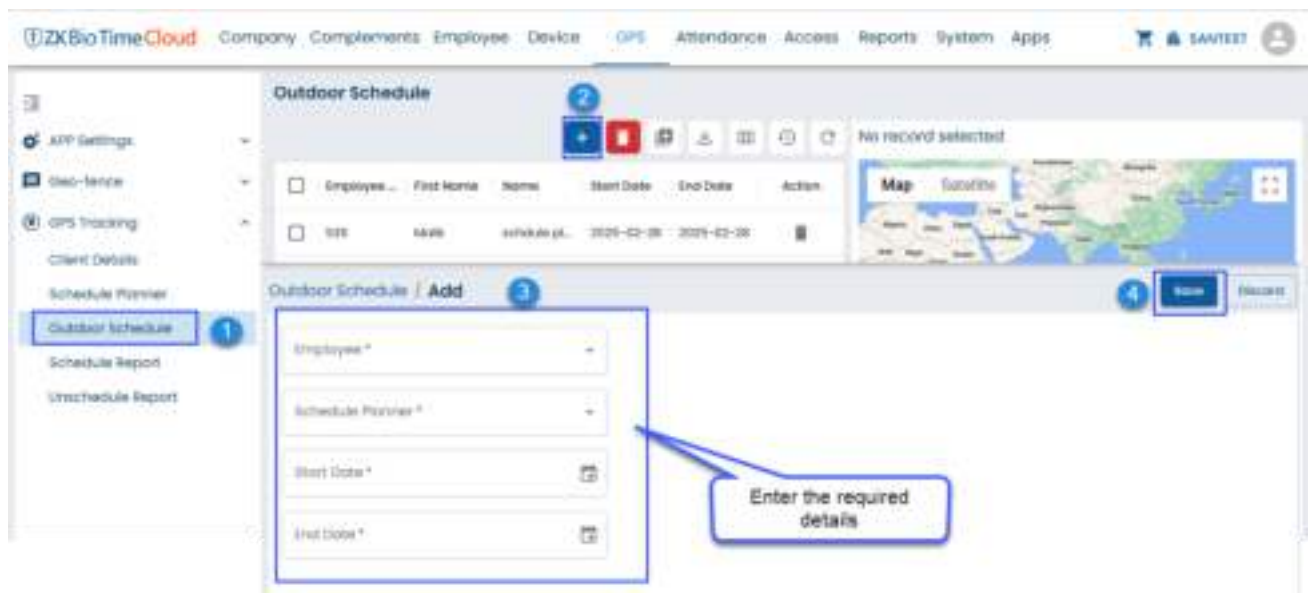 ZKBioTimeCloud Company Complements Employee Device GPS Attendance Access Reports System Apps
Outdoor Schedule
2
No record selected
APP Settings
Geo-fence
GPS Tracking
Client Details
Schedule Planner
Outdoor Schedule
1
Schedule Report
Unschedule Report
Employee... First Name Name Start Date End Date Action
Map Satellite
Outdoor Schedule / Add
3
4
Save Discard
Employee *
Schedule Planner *
Start Date *
End Date *
Enter the required
details